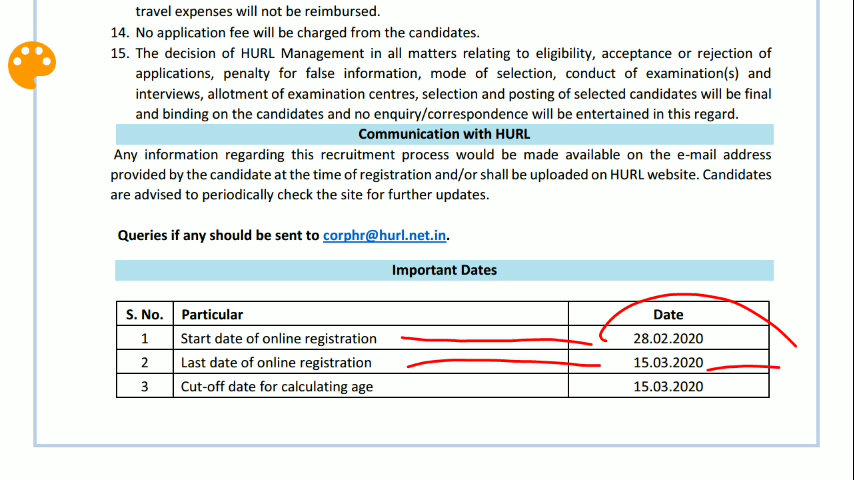 travel expenses will not be reimbursed.
14. No application fee will be charged from the candidates.
15. The decision of HURL Management in all matters relating to eligibility, acceptance or rejection of
applications, penalty for false information, mode of selection, conduct of examination(s) and
interviews, allotment of examination centres, selection and posting of selected candidates will be final
and binding on the candidates and no enquiry/correspondence will be entertained in this regard.
Communication with HURL
Any information regarding this recruitment process would be made available on the e-mail address
provided by the candidate at the time of registration and/or shall be uploaded on HURL website. Candidates
are advised to periodically check the site for further updates.
Queries if any should be sent to corphr@hurl.net.in.
Important Dates
S. No. Particular Date
1 Start date of online registration 28.02.2020
2 Last date of online registration 15.03.2020
3 Cut-off date for calculating age 15.03.2020